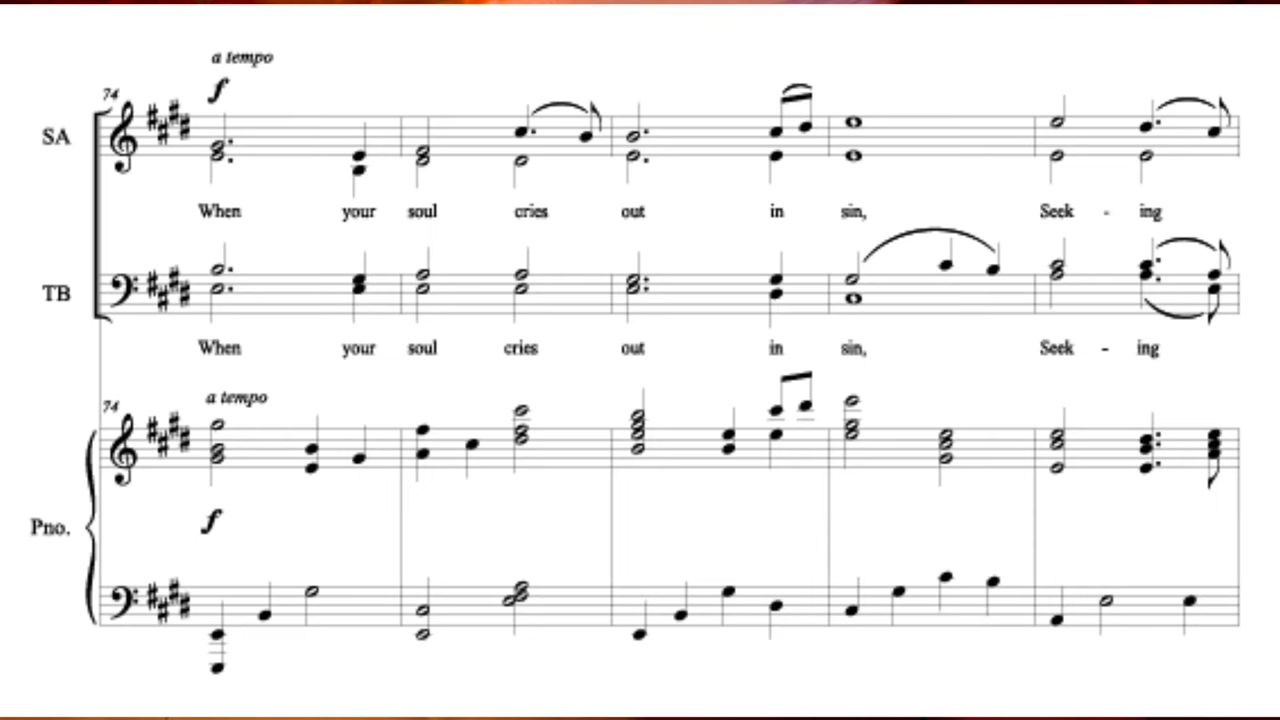 a tempo
f
74
SA
When your soul cries out in sin, Seek - ing
TB
When your soul cries out in sin, Seek - ing
a tempo
74
f
Pno.